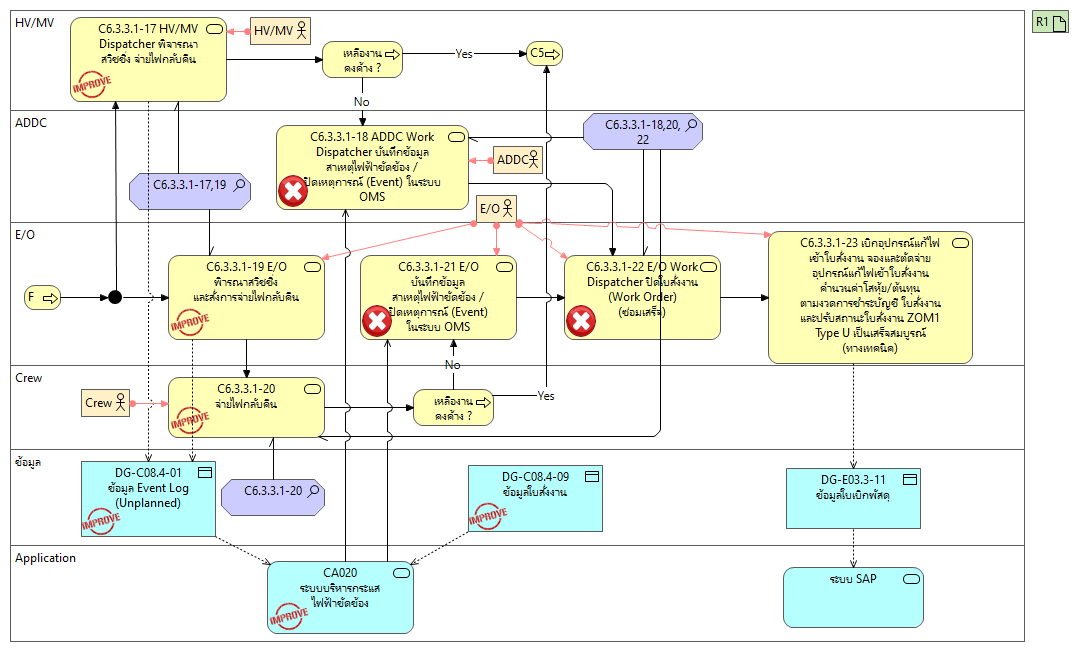 HV/MV
C6.3.3.1-17 HV/MV
Dispatcher พิจารณา
สวิชชิ่ง จ่ายไฟกลับคืน
IMPROVE
HV/MV
เหลืองาน
คงค้าง ?
Yes
C5
No
R1
ADDC
C6.3.3.1-18 ADDC Work
Dispatcher บันทึกข้อมูล
สาเหตุไฟฟ้าขัดข้อง /
ปิดเหตุการณ์ (Event) ในระบบ
OMS
C6.3.3.1-18,20,
22
ADDC
C6.3.3.1-17,19
E/O
E/O
F
C6.3.3.1-19 E/O
พิารณาสวิชชิ่ง
และสั่งการจ่ายไฟกลับคืน
IMPROVE
C6.3.3.1-21 E/O
บันทึกข้อมูล
สาเหตุไฟฟ้าขัดข้อง /
ปิดเหตุการณ์ (Event)
ในระบบ OMS
C6.3.3.1-22 E/O Work
Dispatcher ปิดใบสั่งงาน
(Work Order)
(ซ่อมเสร็จ)
C6.3.3.1-23 เบิกอุปกรณ์แก้ไฟ
เข้าใบสั่งงาน จองและตัดจ่าย
อุปกรณ์แก้ไฟเข้าใบสั่งงาน
คำนวนค่าโสหุ้ย/ต้นทุน
ตามงวดการชำระบัญชี ใบสั่งงาน
และปรับสถานะใบสั่งงาน ZOM1
Type U เป็นเสร็จสมบูรณ์
(ทางเทคนิด)
Crew
Crew
C6.3.3.1-20
จ่ายไฟกลับคืน
IMPROVE
No
เหลืองาน
คงค้าง ?
Yes
ข้อมูล
DG-C08.4-01
ข้อมูล Event Log
(Unplanned)
IMPROVE
C6.3.3.1-20
DG-C08.4-09
ข้อมูลใบสั่งงาน
IMPROVE
DG-E03.3-11
ข้อมูลใบเบิกพัสดุ
Application
CA020
ระบบบริหารกระแส
ไฟฟ้าขัดข้อง
IMPROVE
ระบบ SAP